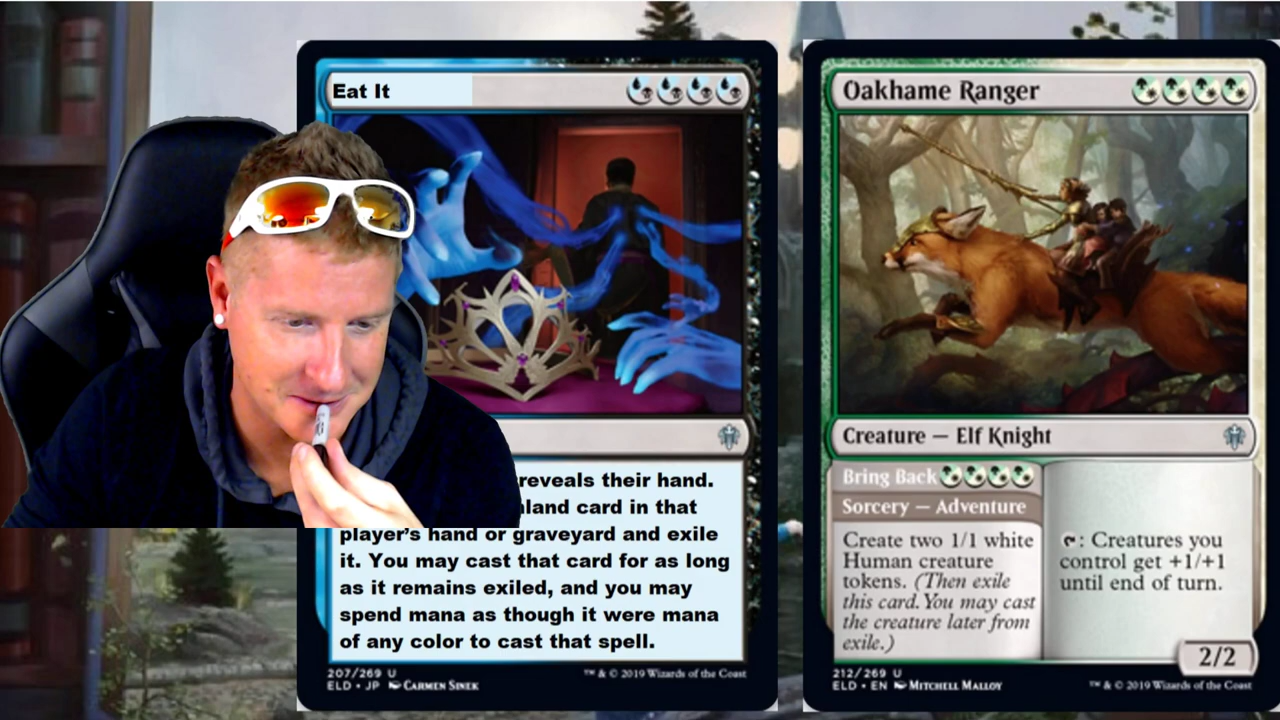 Eat It
reveals their hand.
nland card in that
player's hand or graveyard and exile
it. You may cast that card for as long
as it remains exiled, and you may
spend mana as though it were mana
of any color to cast that spell.
207/269 U
ELD • JP Carmen Sinek
™ & © 2019 Wizards of the Coast
Oakhame Ranger
Creature — Elf Knight
Bring Back
Sorcery — Adventure
Create two 1/1 white
Human creature
tokens. (Then exile
this card. You may cast
the creature later from
exile.)
: Creatures you
control get +1/+1
until end of turn.
2/2
212/269 U
ELD • EN Mitchell Malloy
™ & © 2019 Wizards of the Coast